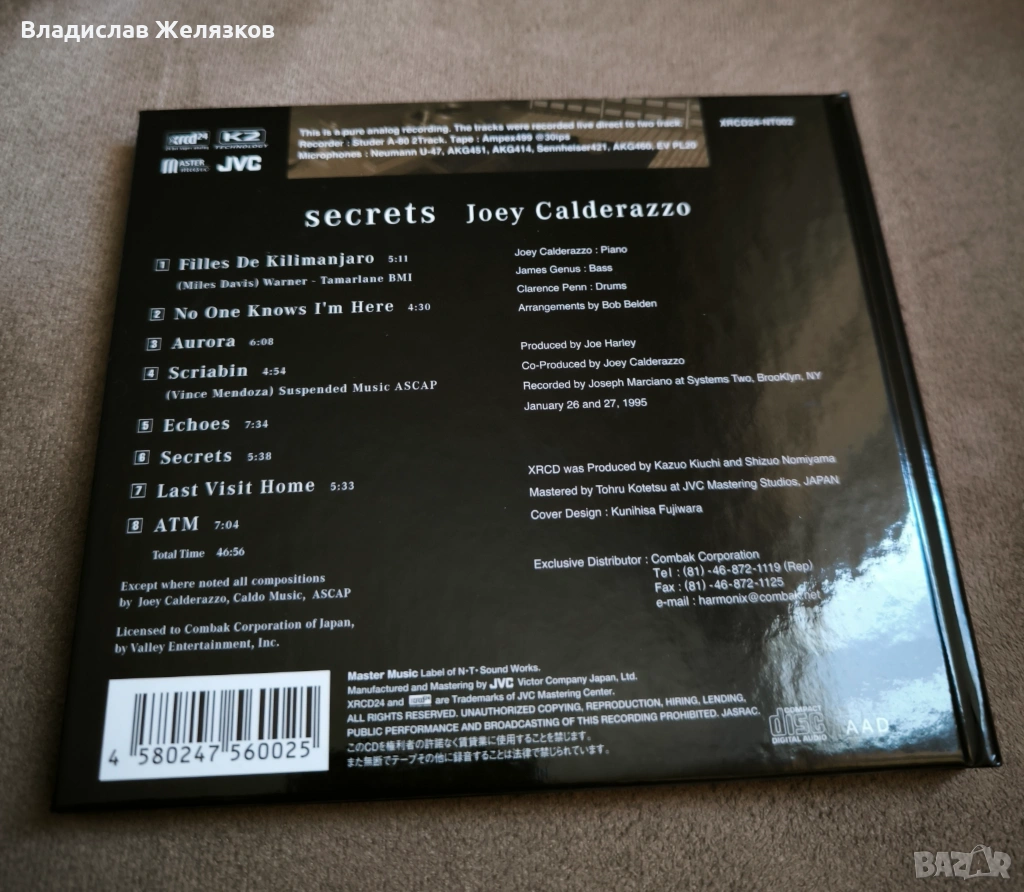 Владислав Желязков
xrcd24
K2
TECHNOLOGY
MASTER MUSIC
JVC
This is a pure analog recording. The tracks were recorded live direct to two track.
Recorder : Studer A-80 2Track. Tape : Ampex499 @30ips
Microphones : Neumann U-47, AKG451, AKG414, Sennheiser421, AKG460, EV PL20
XRCD24-NT002
secrets Joey Calderazzo
1 Filles De Kilimanjaro 5:11
(Miles Davis) Warner - Tamarlane BMI
2 No One Knows I'm Here 4:30
3 Aurora 6:08
4 Scriabin 4:54
(Vince Mendoza) Suspended Music ASCAP
5 Echoes 7:34
6 Secrets 5:38
7 Last Visit Home 5:33
8 ATM 7:04
Total Time 46:56
Except where noted all compositions
by Joey Calderazzo, Caldo Music, ASCAP
Licensed to Combak Corporation of Japan,
by Valley Entertainment, Inc.
Joey Calderazzo : Piano
James Genus : Bass
Clarence Penn : Drums
Arrangements by Bob Belden
Produced by Joe Harley
Co-Produced by Joey Calderazzo
Recorded by Joseph Marciano at Systems Two, BrooKlyn, NY
January 26 and 27, 1995
XRCD was Produced by Kazuo Kiuchi and Shizuo Nomiyama
Mastered by Tohru Kotetsu at JVC Mastering Studios, JAPAN
Cover Design : Kunihisa Fujiwara
Exclusive Distributor : Combak Corporation
Tel : (81) -46-872-1119 (Rep)
Fax : (81) -46-872-1125
e-mail : harmonix@combak.net
4 580247 560025
Master Music Label of N・T・Sound Works.
Manufactured and Mastering by JVC Victor Company Japan, Ltd.
XRCD24 and are Trademarks of JVC Mastering Center.
ALL RIGHTS RESERVED. UNAUTHORIZED COPYING, REPRODUCTION, HIRING, LENDING,
PUBLIC PERFORMANCE AND BROADCASTING OF THIS RECORDING PROHIBITED. JASRAC.
このCDを権利者の許諾なく賃貸業に使用することを禁じます。
また無断でテープその他に録音することは法律で禁じられています。
COMPACT
disc
DIGITAL AUDIO
AAD
BAZAR